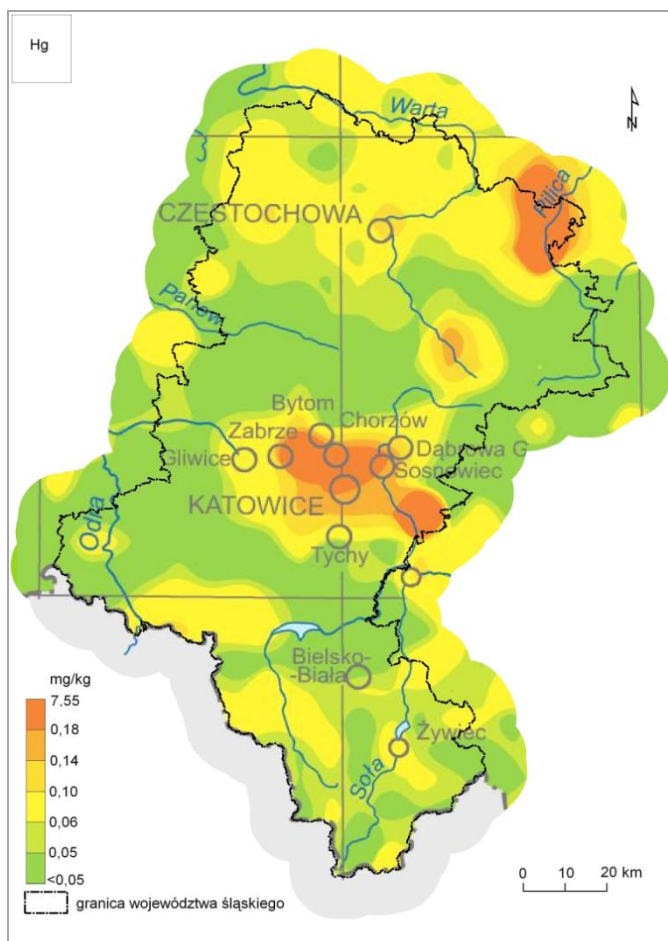 Hg
Warta
N
Pilica
CZĘSTOCHOWA
Panew
Bytom
Chorzów
Zabrze
Dąbrowa G
Gliwice
Sosnowiec
KATOWICE
Odra
Tychy
Bielsko-
-Biała
Żywiec
Soła
mg/kg
7,55
0,18
0,14
0,10
0,06
0,05
<0,05
0 10 20 km
granica województwa śląskiego